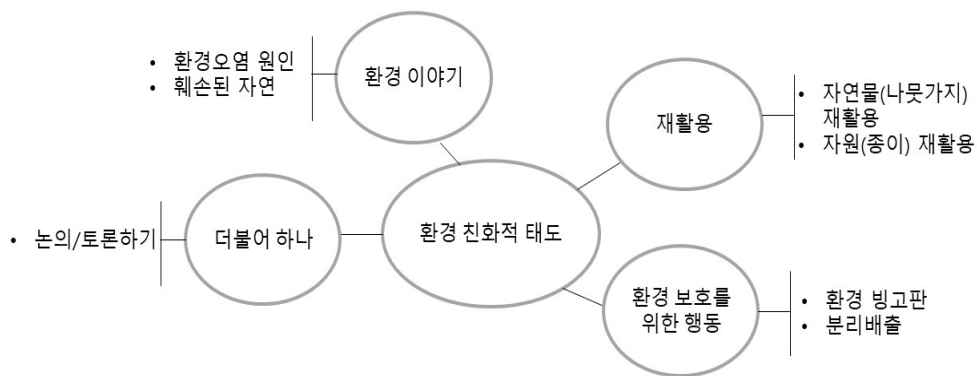 • 환경오염 원인
• 훼손된 자연
환경 이야기
재활용
• 자연물(나뭇가지)
재활용
• 자원(종이) 재활용
• 논의/토론하기
더불어 하나
환경 친화적 태도
환경 보호를
위한 행동
• 환경 빙고판
• 분리배출